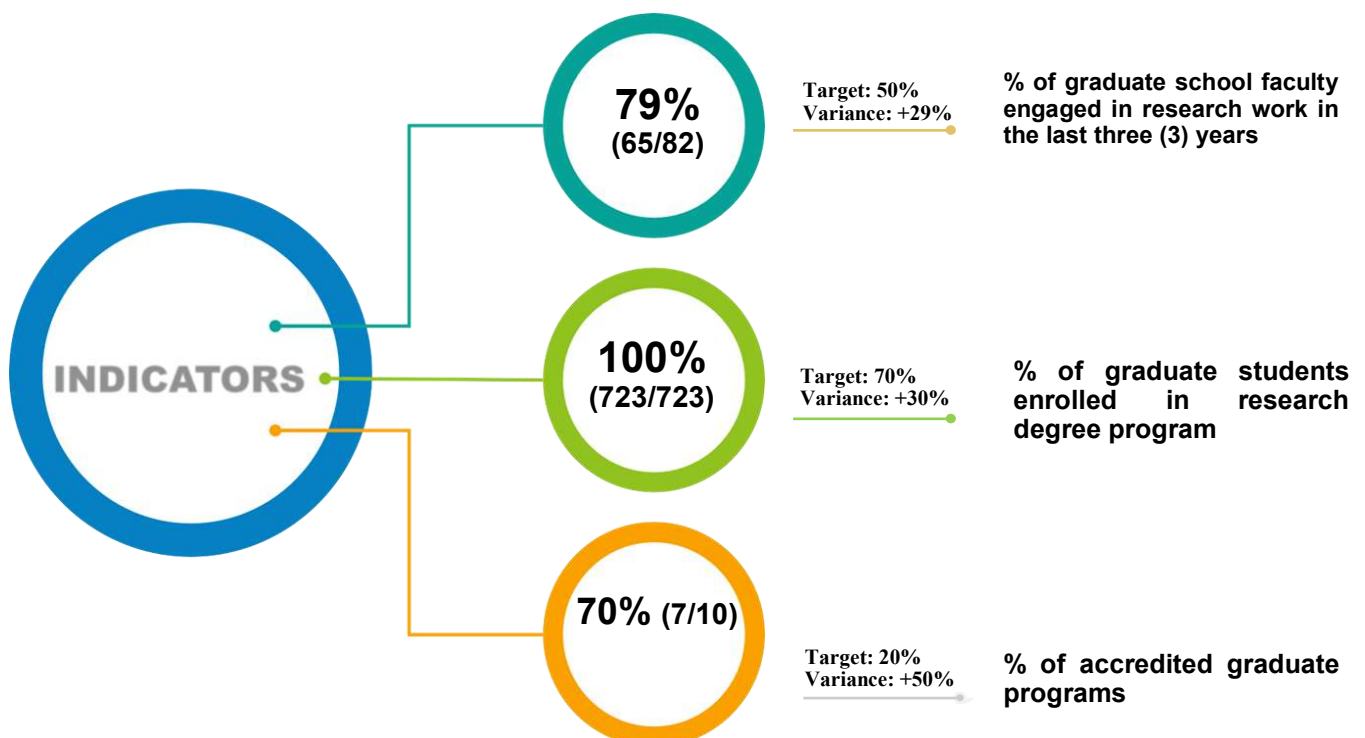 INDICATORS
79%
(65/82)
Target: 50%
Variance: +29%
% of graduate school faculty
engaged in research work in
the last three (3) years
100%
(723/723)
Target: 70%
Variance: +30%
% of graduate students
enrolled in research
degree program
70% (7/10)
Target: 20%
Variance: +50%
% of accredited graduate
programs